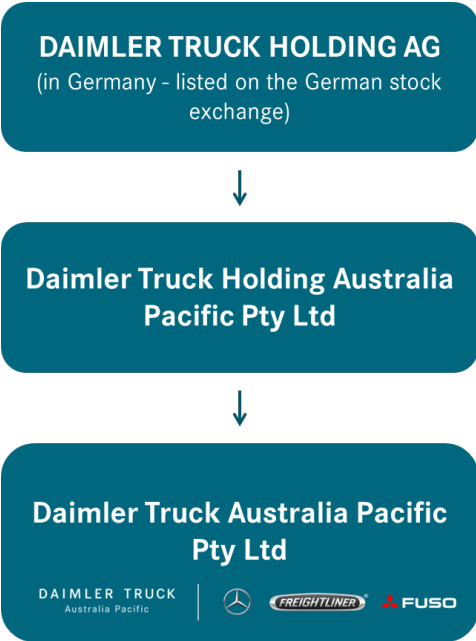 DAIMLER TRUCK HOLDING AG
(in Germany - listed on the German stock
exchange)
Daimler Truck Holding Australia
Pacific Pty Ltd
Daimler Truck Australia Pacific
Pty Ltd
DAIMLER TRUCK
Australia Pacific
FREIGHTLINER
FUSO